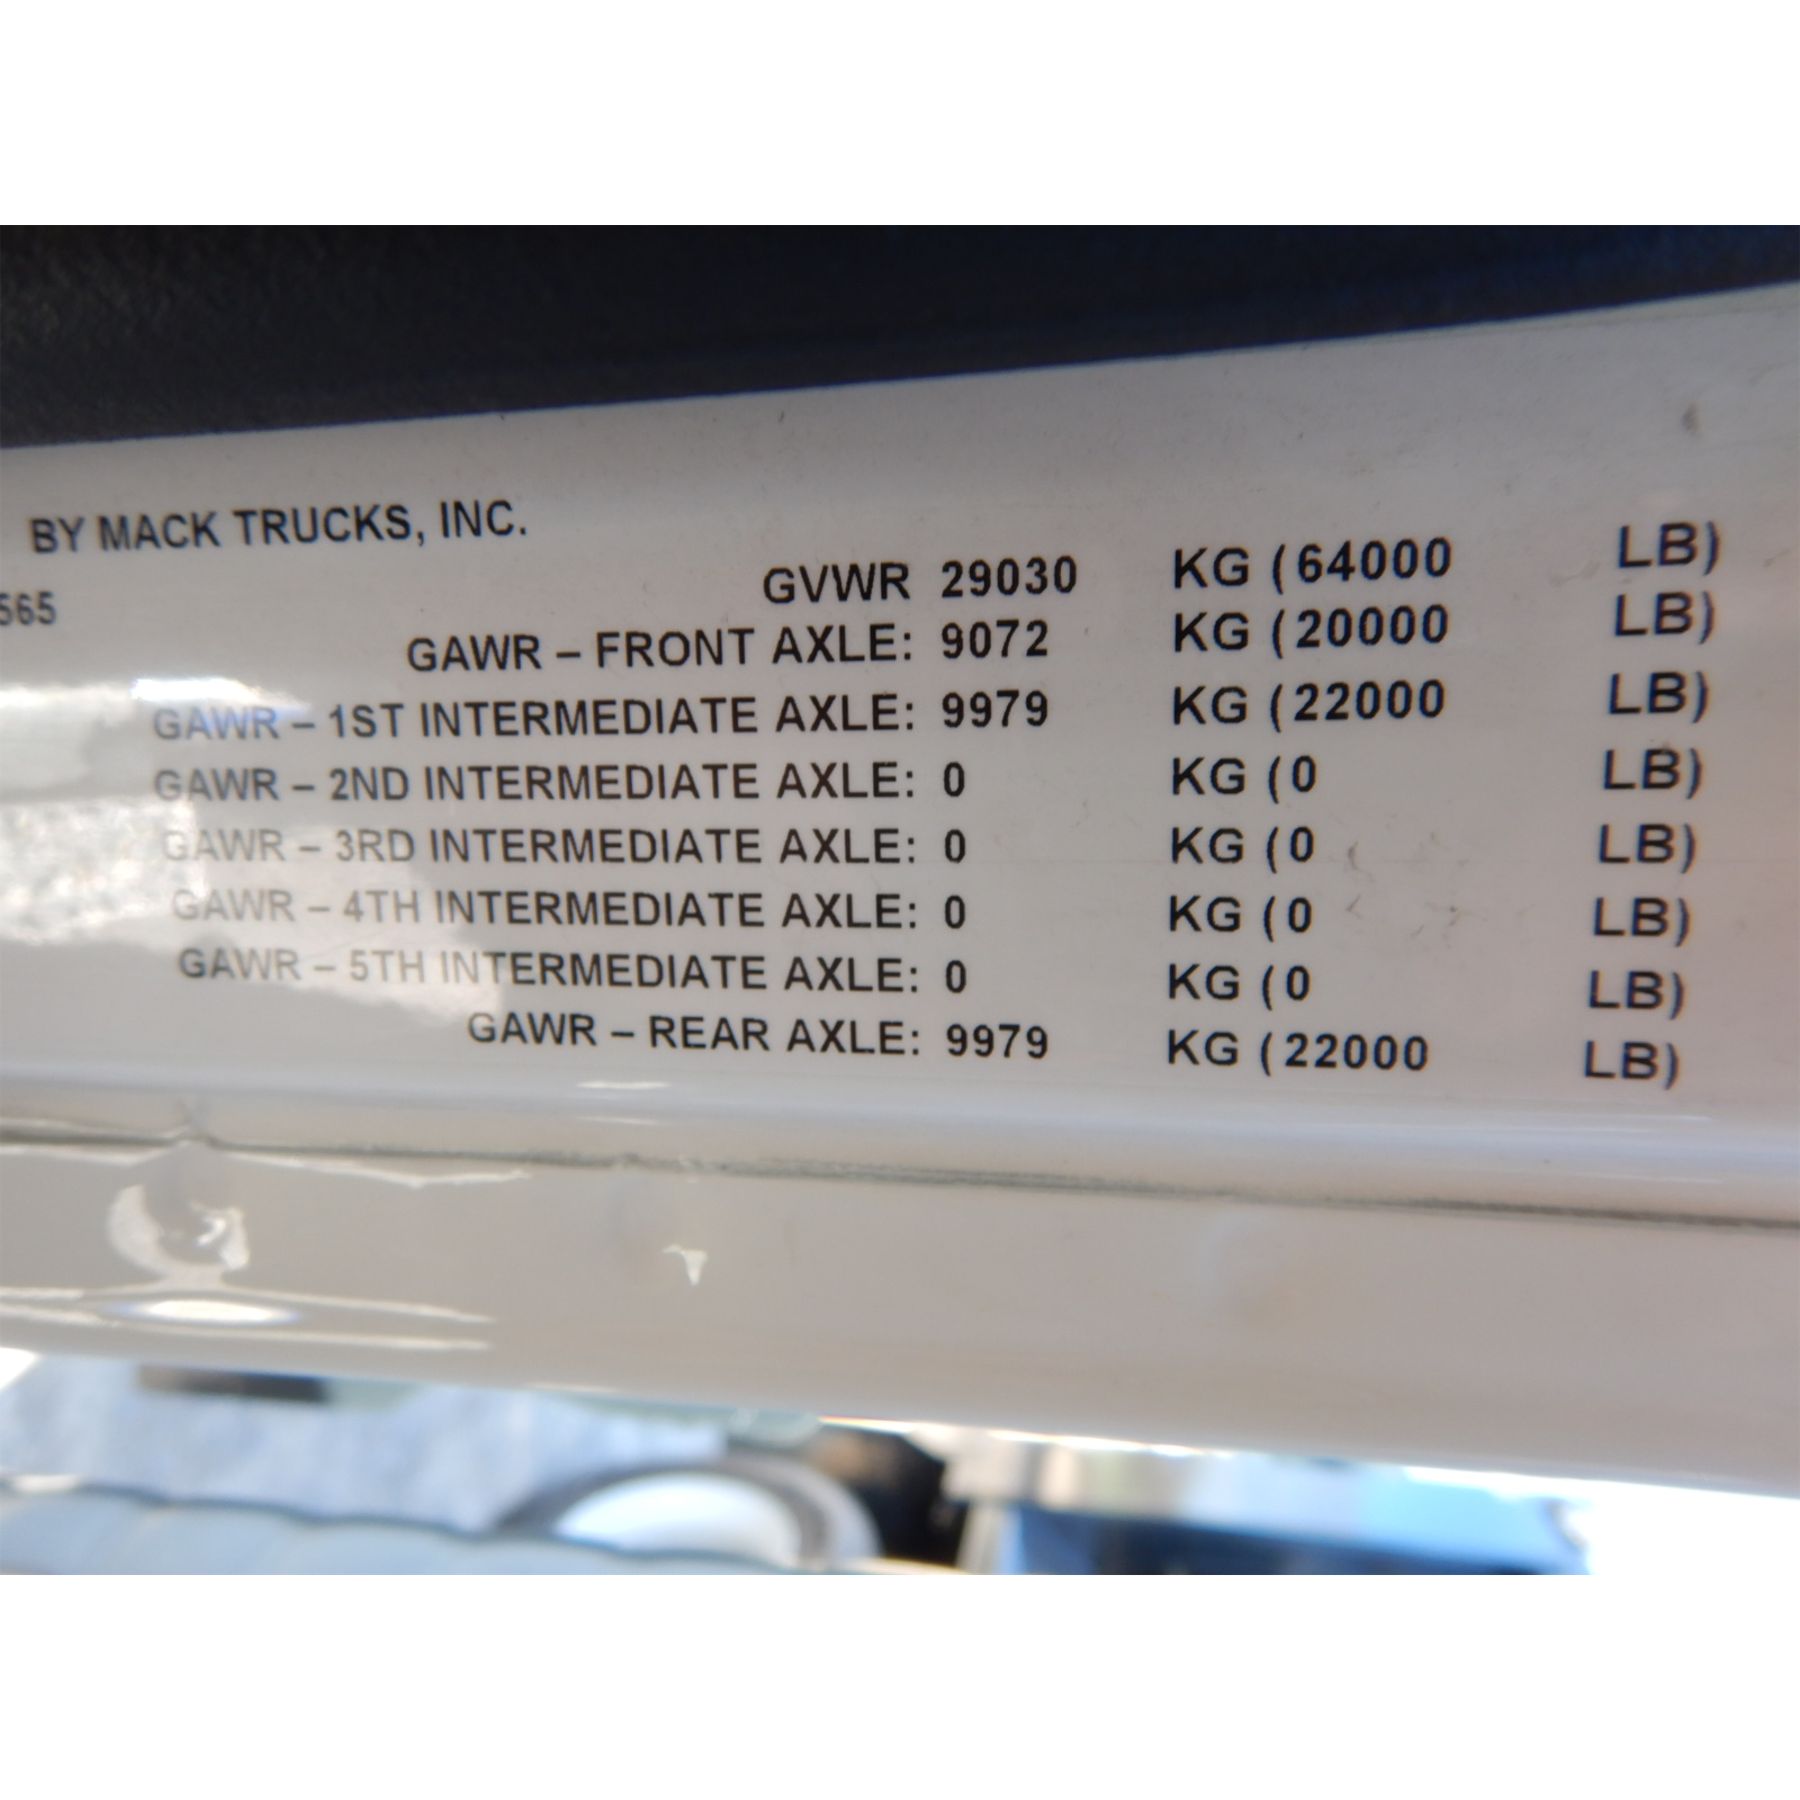 BY MACK TRUCKS, INC.
GVWR 29030 KG (64000 LB)
565
GAWR – FRONT AXLE: 9072 KG (20000 LB)
GAWR – 1ST INTERMEDIATE AXLE: 9979 KG (22000 LB)
GAWR – 2ND INTERMEDIATE AXLE: 0 KG (0 LB)
GAWR – 3RD INTERMEDIATE AXLE: 0 KG (0 LB)
GAWR – 4TH INTERMEDIATE AXLE: 0 KG (0 LB)
GAWR – 5TH INTERMEDIATE AXLE: 0 KG (0 LB)
GAWR – REAR AXLE: 9979 KG (22000 LB)